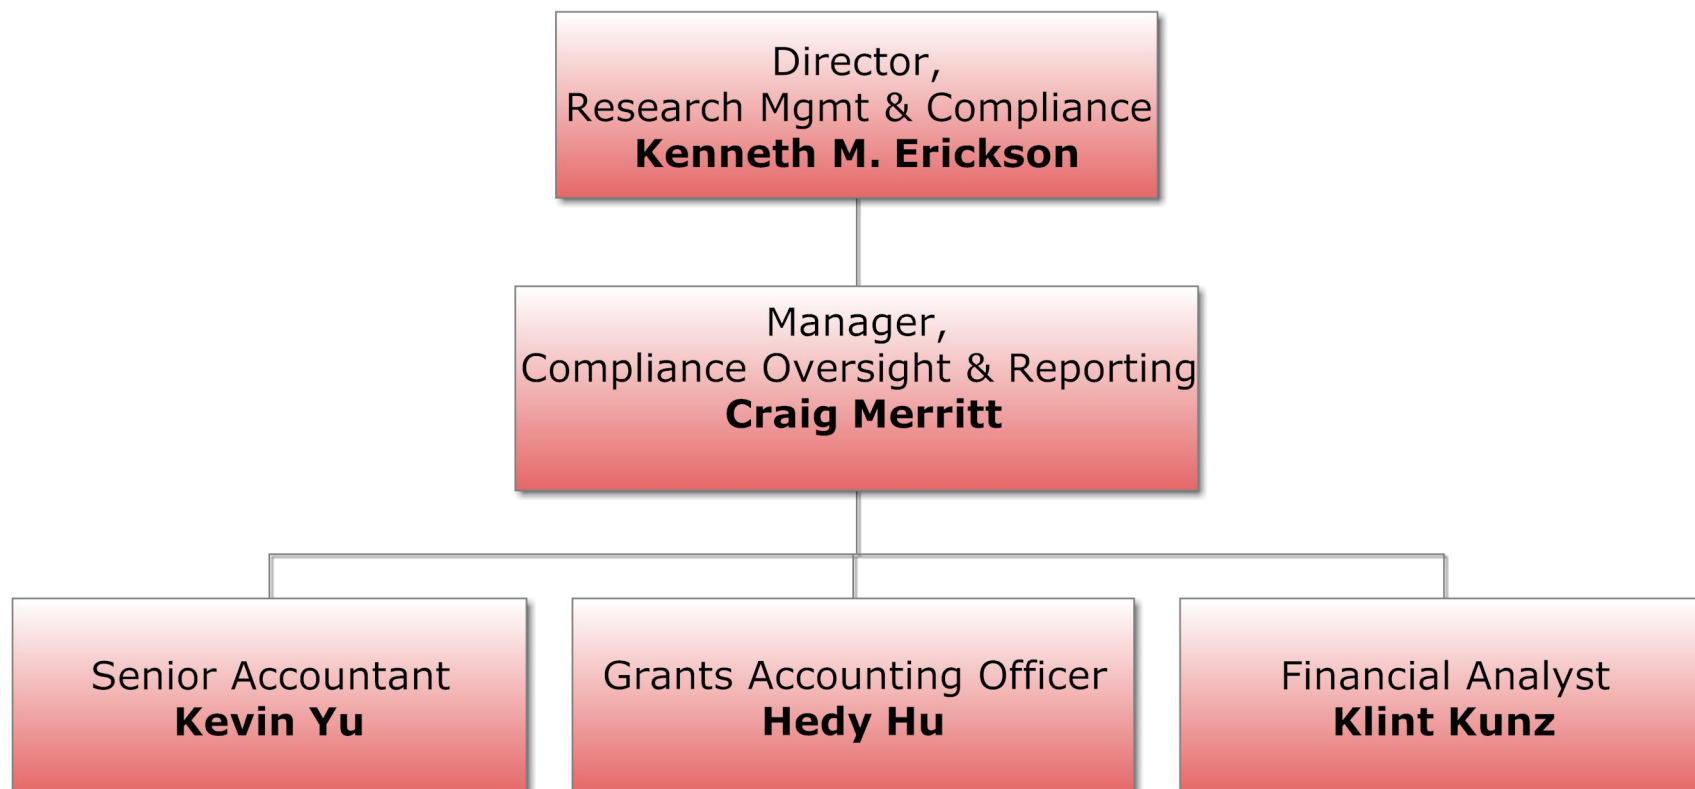 Director,
Research Mgmt & Compliance
Kenneth M. Erickson
Manager,
Compliance Oversight & Reporting
Craig Merritt
Senior Accountant
Kevin Yu
Grants Accounting Officer
Hedy Hu
Financial Analyst
Klint Kunz